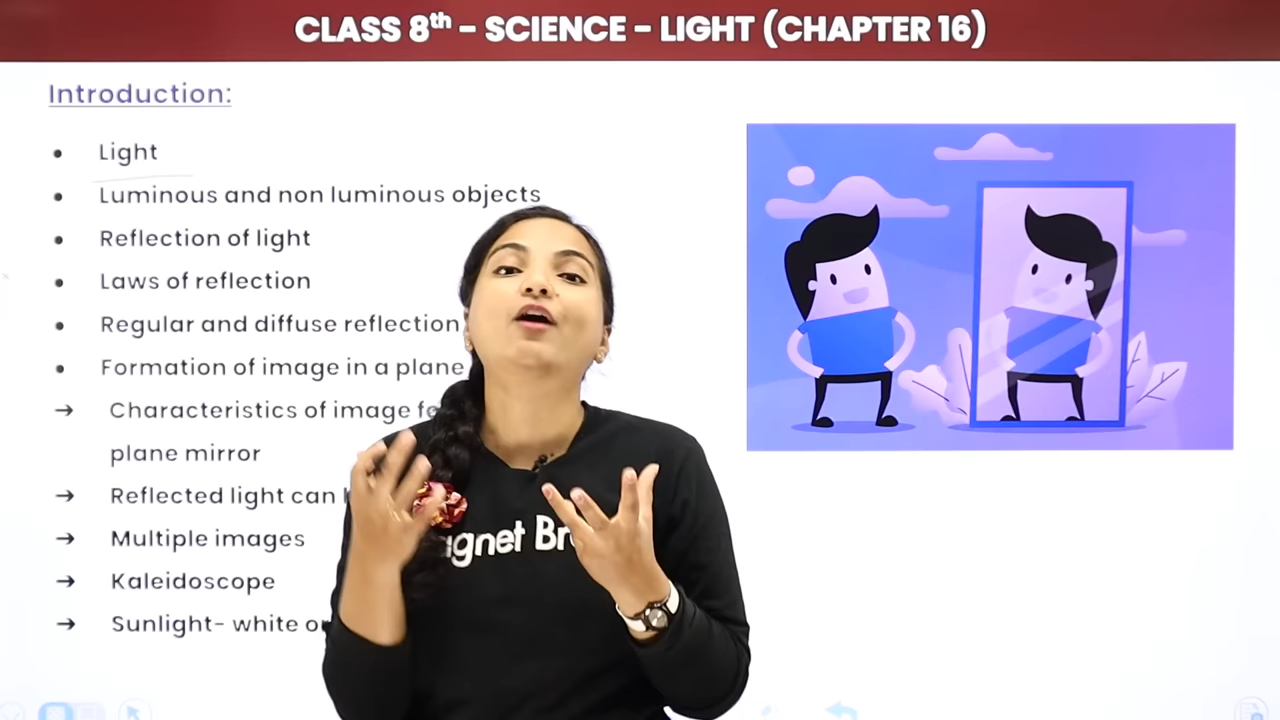 CLASS 8th - SCIENCE - LIGHT (CHAPTER 16)
Introduction:
• Light
• Luminous and non luminous objects
• Reflection of light
• Laws of reflection
• Regular and diffuse reflection
• Formation of image in a plane
→ Characteristics of image
plane mirror
→ Reflected light can
→ Multiple images
→ Kaleidoscope
→ Sunlight- white